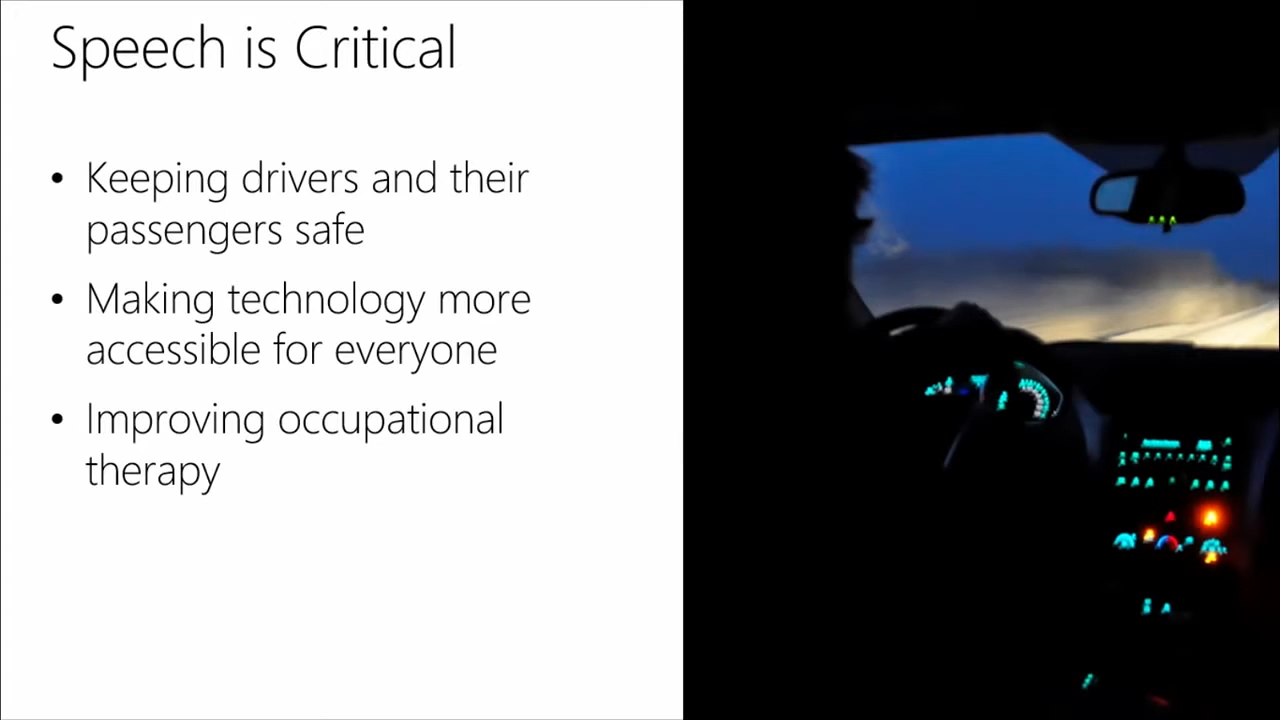 Speech is Critical
• Keeping drivers and their
passengers safe
• Making technology more
accessible for everyone
• Improving occupational
therapy